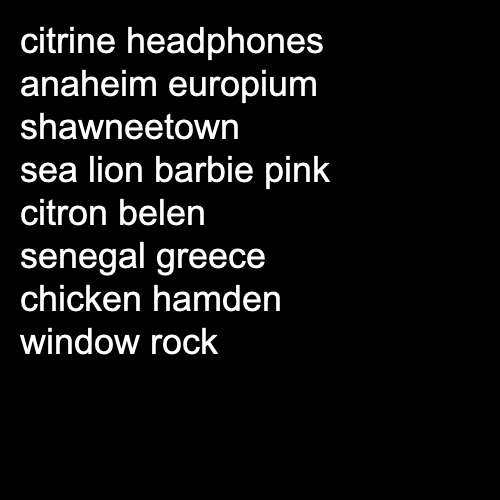 citrine headphones
anaheim europium
shawneetown
sea lion barbie pink
citron belen
senegal greece
chicken hamden
window rock